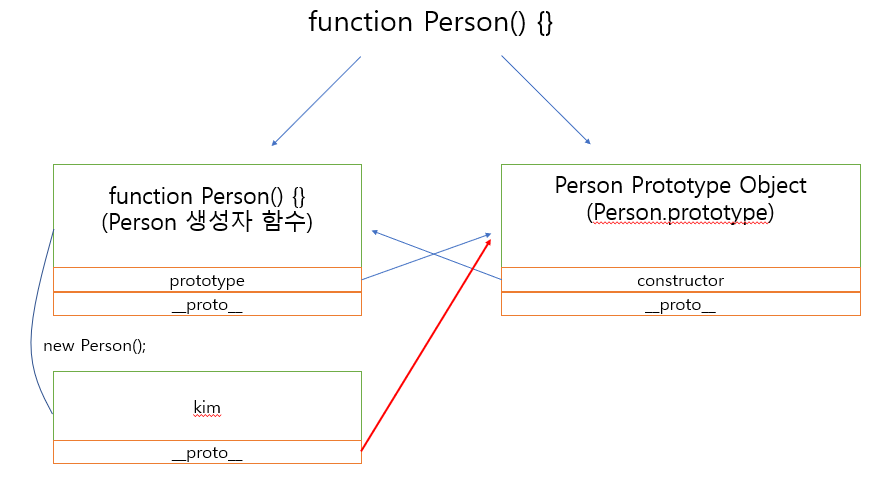 function Person() {}
function Person() {}
(Person 생성자 함수)
prototype
__proto__
Person Prototype Object
(Person.prototype)
constructor
__proto__
new Person();
kim
__proto__